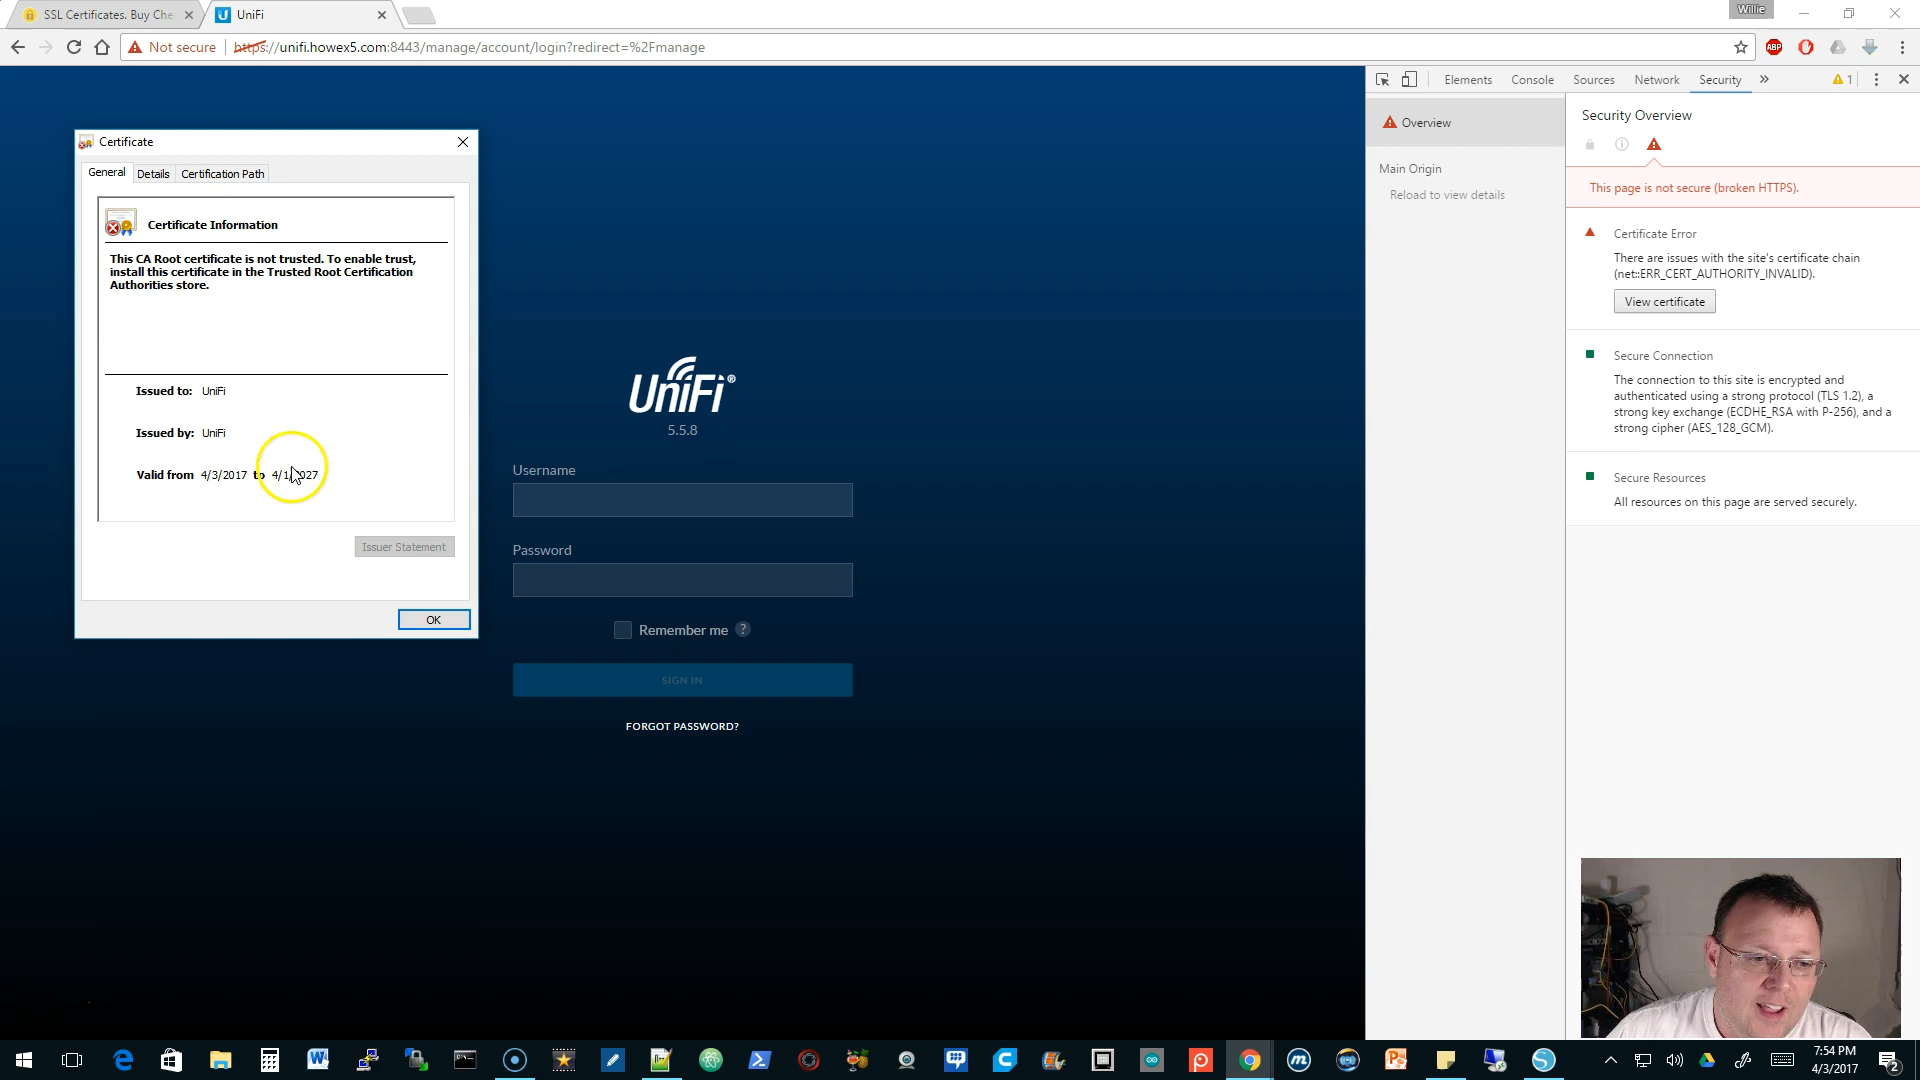 SSL Certificates. Buy Che
UniFi
Willie
Not secure
https://unifi.howex5.com:8443/manage/account/login?redirect=%2Fmanage
ABP
Elements
Console
Sources
Network
Security
1
Overview
Main Origin
Reload to view details
Security Overview
This page is not secure (broken HTTPS).
Certificate Error
There are issues with the site's certificate chain
(net::ERR_CERT_AUTHORITY_INVALID).
View certificate
Secure Connection
The connection to this site is encrypted and
authenticated using a strong protocol (TLS 1.2), a
strong key exchange (ECDHE_RSA with P-256), and a
strong cipher (AES_128_GCM).
Secure Resources
All resources on this page are served securely.
Certificate
General
Details
Certification Path
Certificate Information
This CA Root certificate is not trusted. To enable trust,
install this certificate in the Trusted Root Certification
Authorities store.
Issued to: UniFi
Issued by: UniFi
Valid from 4/3/2017 to
Issuer Statement
OK
UniFi®
5.5.8
Username
Password
Remember me ?
SIGN IN
FORGOT PASSWORD?
7:54 PM
4/3/2017
2